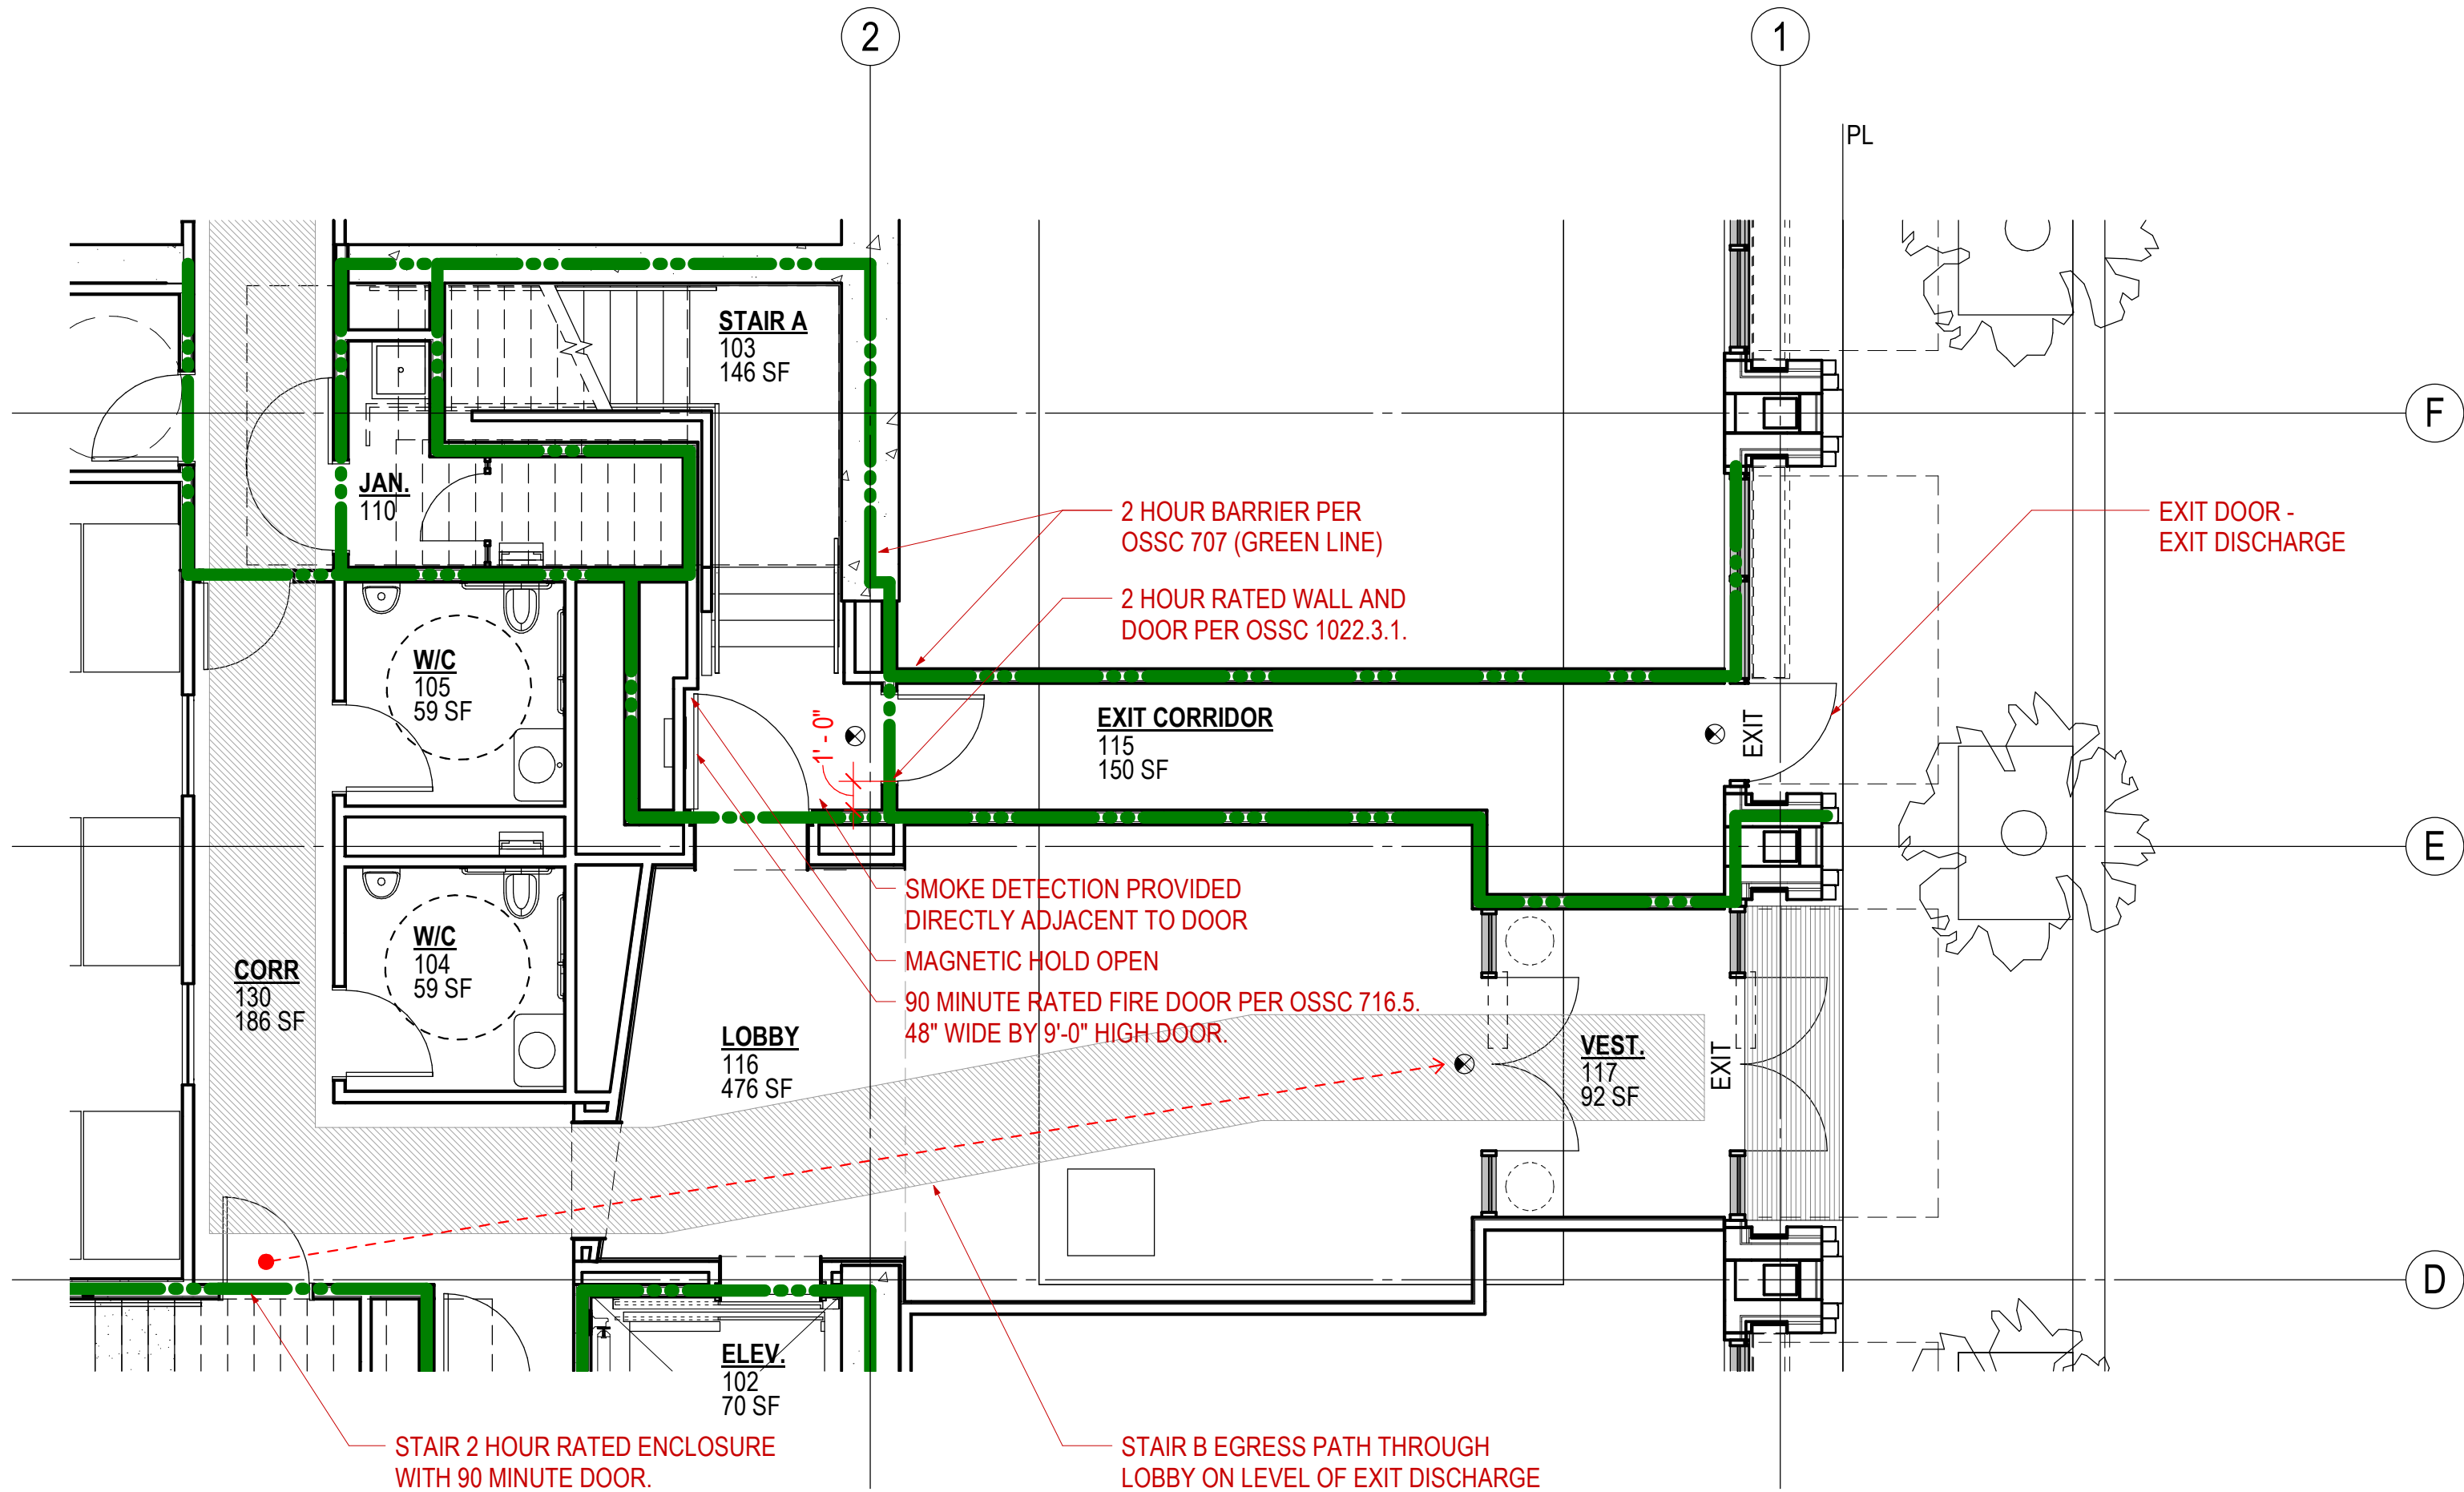 2
1
PL
STAIR A
103
146 SF
F
JAN.
110
2 HOUR BARRIER PER
OSSC 707 (GREEN LINE)
EXIT DOOR -
EXIT DISCHARGE
2 HOUR RATED WALL AND
DOOR PER OSSC 1022.3.1.
W/C
105
59 SF
1' - 0"
EXIT CORRIDOR
115
150 SF
EXIT
E
SMOKE DETECTION PROVIDED
DIRECTLY ADJACENT TO DOOR
W/C
104
59 SF
CORR
130
186 SF
MAGNETIC HOLD OPEN
90 MINUTE RATED FIRE DOOR PER OSSC 716.5.
48" WIDE BY 9'-0" HIGH DOOR.
LOBBY
116
476 SF
VEST.
117
92 SF
EXIT
D
ELEV.
102
70 SF
STAIR 2 HOUR RATED ENCLOSURE
WITH 90 MINUTE DOOR.
STAIR B EGRESS PATH THROUGH
LOBBY ON LEVEL OF EXIT DISCHARGE